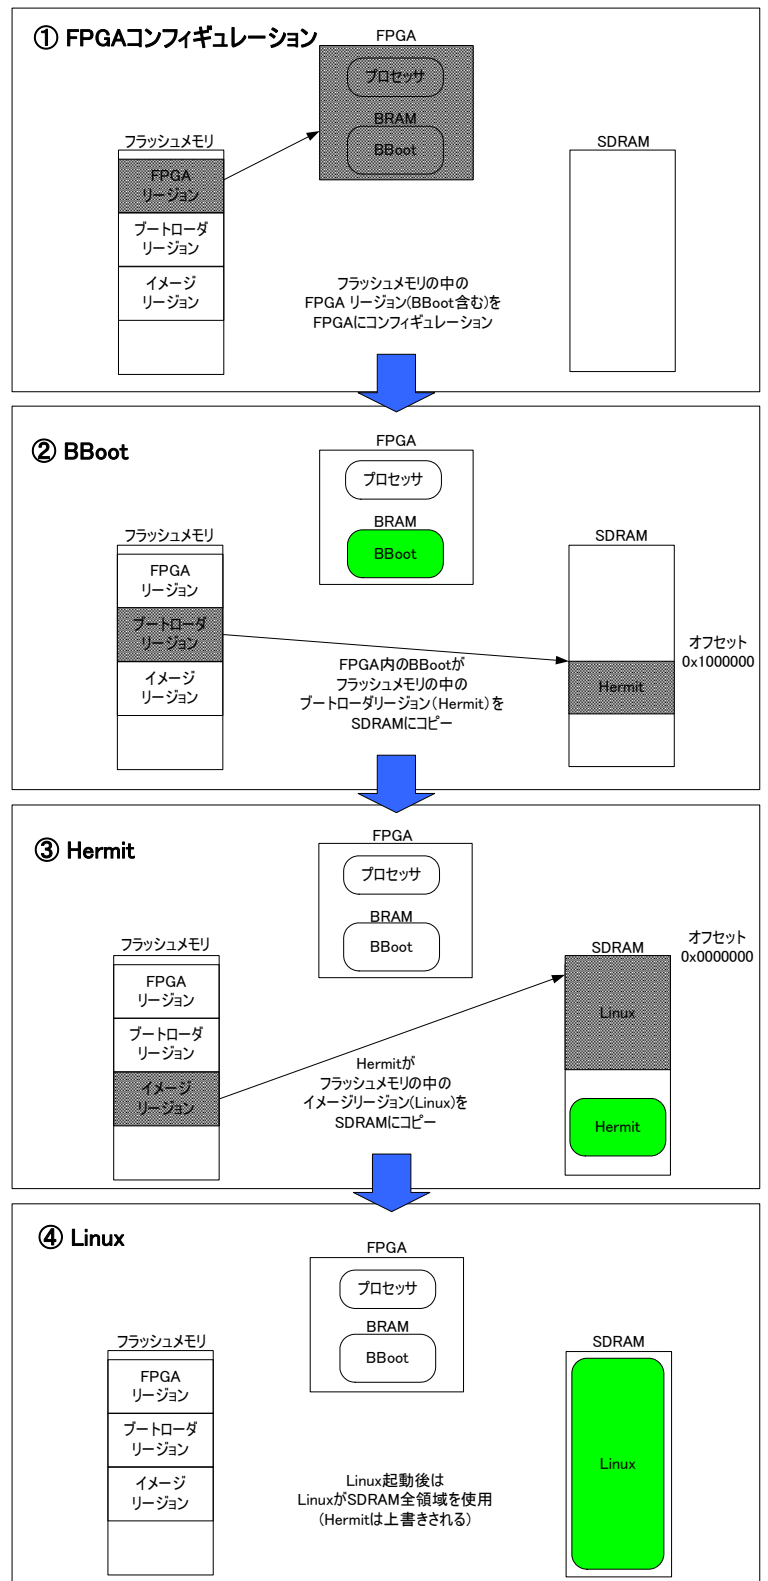 ① FPGAコンフィギュレーション
FPGA
プロセッサ
BRAM
BBoot
フラッシュメモリ
FPGA
リージョン
ブートローダ
リージョン
イメージ
リージョン
SDRAM
フラッシュメモリの中の
FPGA リージョン(BBoot含む)を
FPGAにコンフィギュレーション
② BBoot
FPGA
プロセッサ
BRAM
BBoot
フラッシュメモリ
FPGA
リージョン
ブートローダ
リージョン
イメージ
リージョン
SDRAM
オフセット
0x1000000
Hermit
FPGA内のBBootが
フラッシュメモリの中の
ブートローダリージョン(Hermit)を
SDRAMにコピー
③ Hermit
FPGA
プロセッサ
BRAM
BBoot
フラッシュメモリ
FPGA
リージョン
ブートローダ
リージョン
イメージ
リージョン
SDRAM
オフセット
0x0000000
Linux
Hermit
Hermitが
フラッシュメモリの中の
イメージリージョン(Linux)を
SDRAMにコピー
④ Linux
FPGA
プロセッサ
BRAM
BBoot
フラッシュメモリ
FPGA
リージョン
ブートローダ
リージョン
イメージ
リージョン
SDRAM
Linux
Linux起動後は
LinuxがSDRAM全領域を使用
(Hermitは上書きされる)